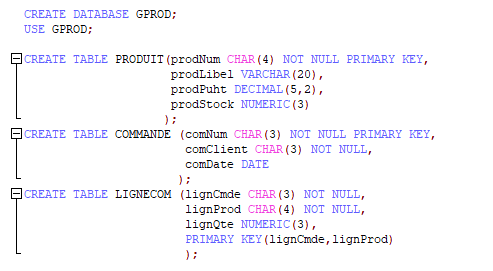 CREATE DATABASE GPROD;
USE GPROD;
CREATE TABLE PRODUIT(prodNum CHAR(4) NOT NULL PRIMARY KEY,
prodLibel VARCHAR(20),
prodPuht DECIMAL(5,2),
prodStock NUMERIC(3)
);
CREATE TABLE COMMANDE (comNum CHAR(3) NOT NULL PRIMARY KEY,
comClient CHAR(3) NOT NULL,
comDate DATE
);
CREATE TABLE LIGNECOM (lignCmde CHAR(3) NOT NULL,
lignProd CHAR(4) NOT NULL,
lignQte NUMERIC(3),
PRIMARY KEY(lignCmde,lignProd)
);